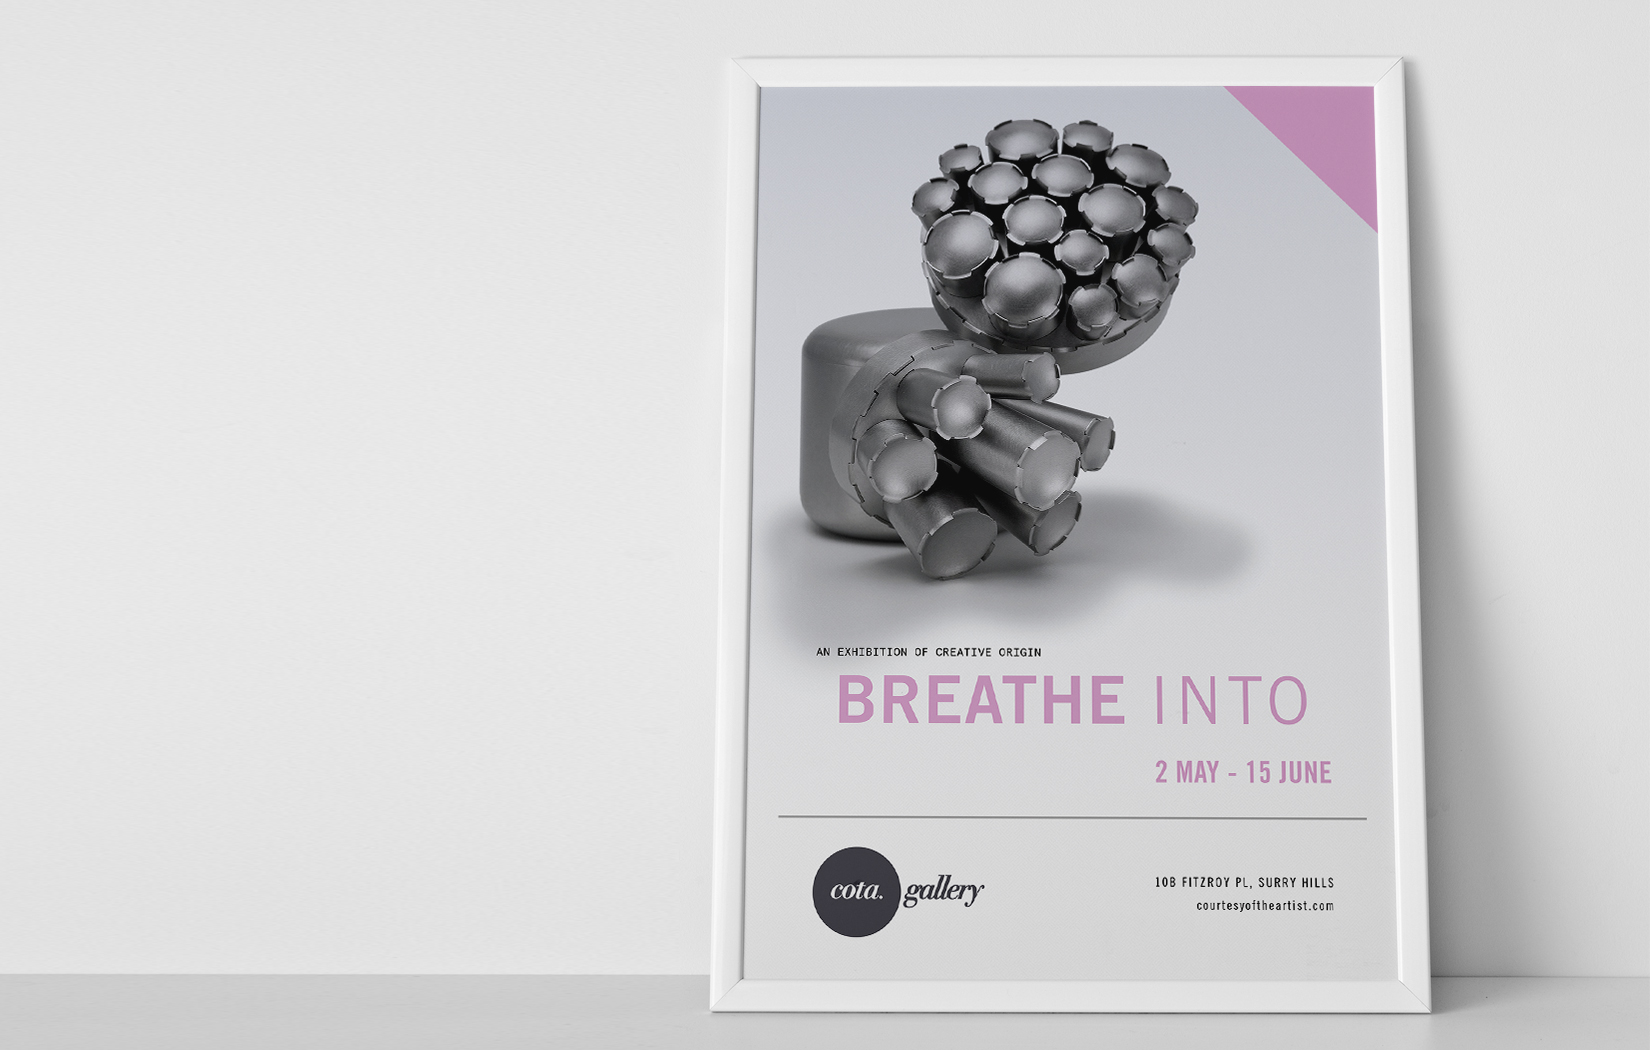 AN EXHIBITION OF CREATIVE ORIGIN
BREATHE INTO
2 MAY - 15 JUNE
cota. gallery
10B FITZROY PL, SURRY HILLS
courtesyoftheartist.com